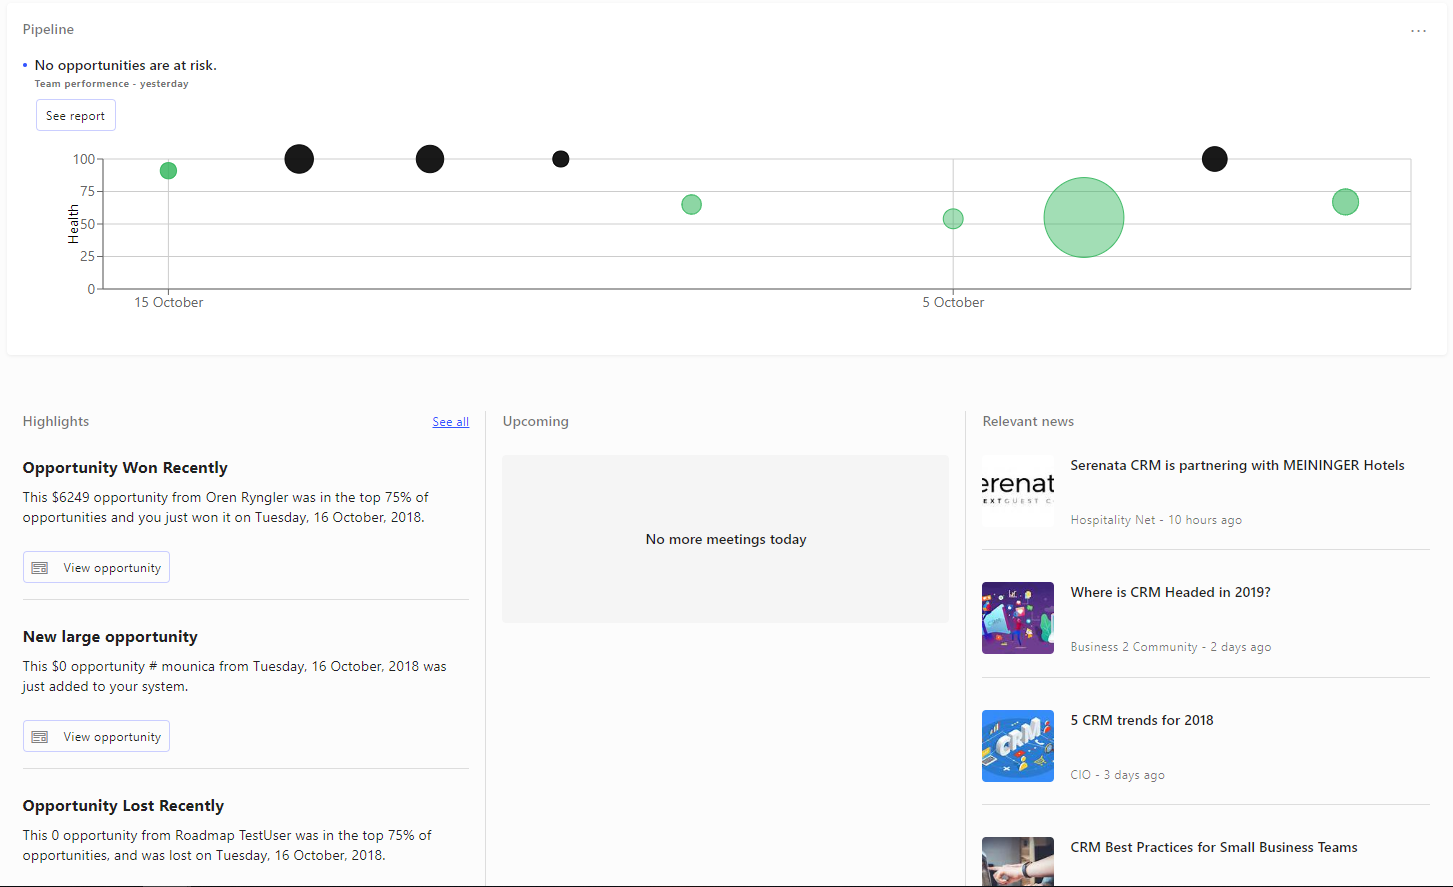 Pipeline
...
No opportunities are at risk.
Team performence - yesterday
See report
100
75
50
25
0
Health
15 October
5 October
Highlights
See all
Opportunity Won Recently
This $6249 opportunity from Oren Ryngler was in the top 75% of
opportunities and you just won it on Tuesday, 16 October, 2018.
View opportunity
New large opportunity
This $0 opportunity # mounica from Tuesday, 16 October, 2018 was
just added to your system.
View opportunity
Opportunity Lost Recently
This 0 opportunity from Roadmap TestUser was in the top 75% of
opportunities, and was lost on Tuesday, 16 October, 2018.
Upcoming
No more meetings today
Relevant news
erenat
EXTGUEST C
Serenata CRM is partnering with MEININGER Hotels
Hospitality Net - 10 hours ago
Where is CRM Headed in 2019?
Business 2 Community - 2 days ago
CRM
5 CRM trends for 2018
CIO - 3 days ago
CRM Best Practices for Small Business Teams